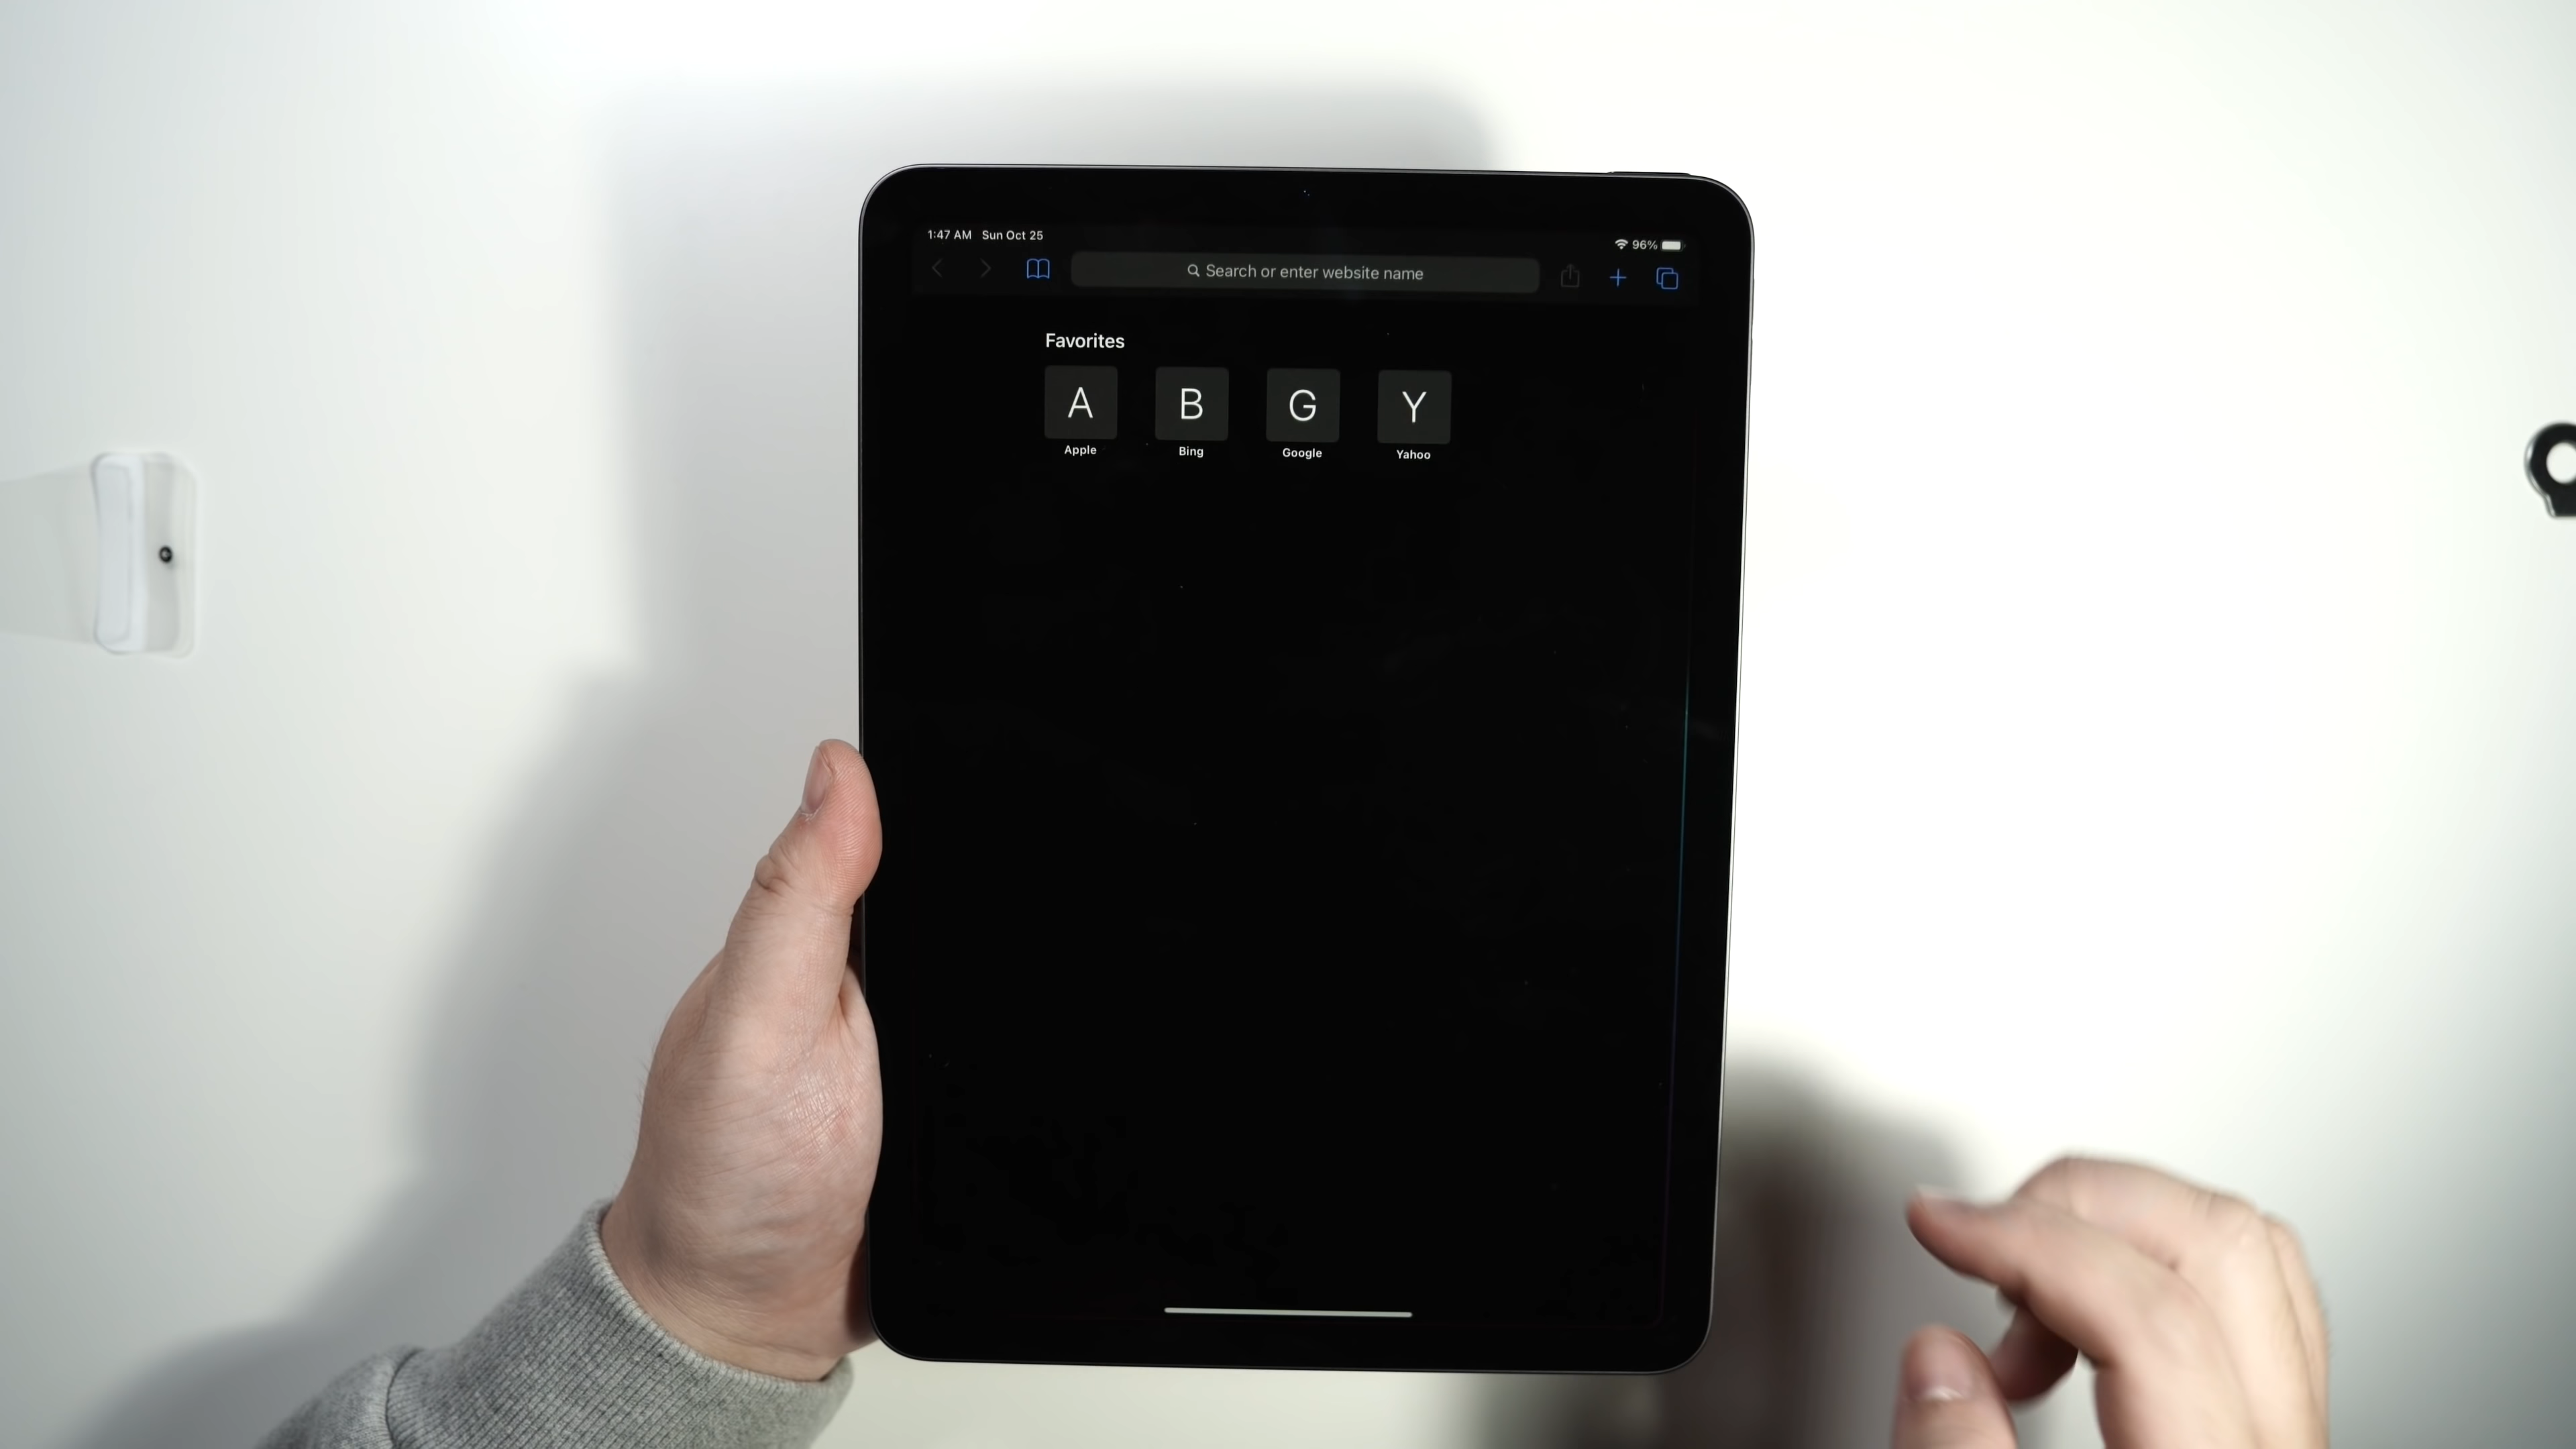 1:47 AM Sun Oct 25
96%
Search or enter website name
Favorites
A B G Y
Apple Bing Google Yahoo